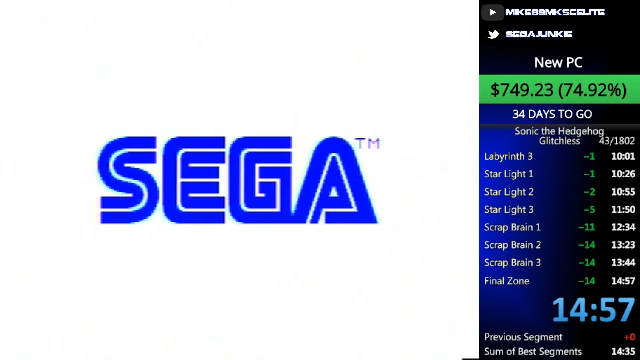 SEGA™
MIKE89MKSCELITE
SEGAJUNKIE
New PC
$749.23 (74.92%)
34 DAYS TO GO
Sonic the Hedgehog
Glitchless 43/1802
Labyrinth 3 −1 10:01
Star Light 1 −1 10:26
Star Light 2 −2 10:55
Star Light 3 −5 11:50
Scrap Brain 1 −11 12:34
Scrap Brain 2 −14 13:23
Scrap Brain 3 −14 13:44
Final Zone −14 14:57
14:57
Previous Segment +0
Sum of Best Segments 14:35